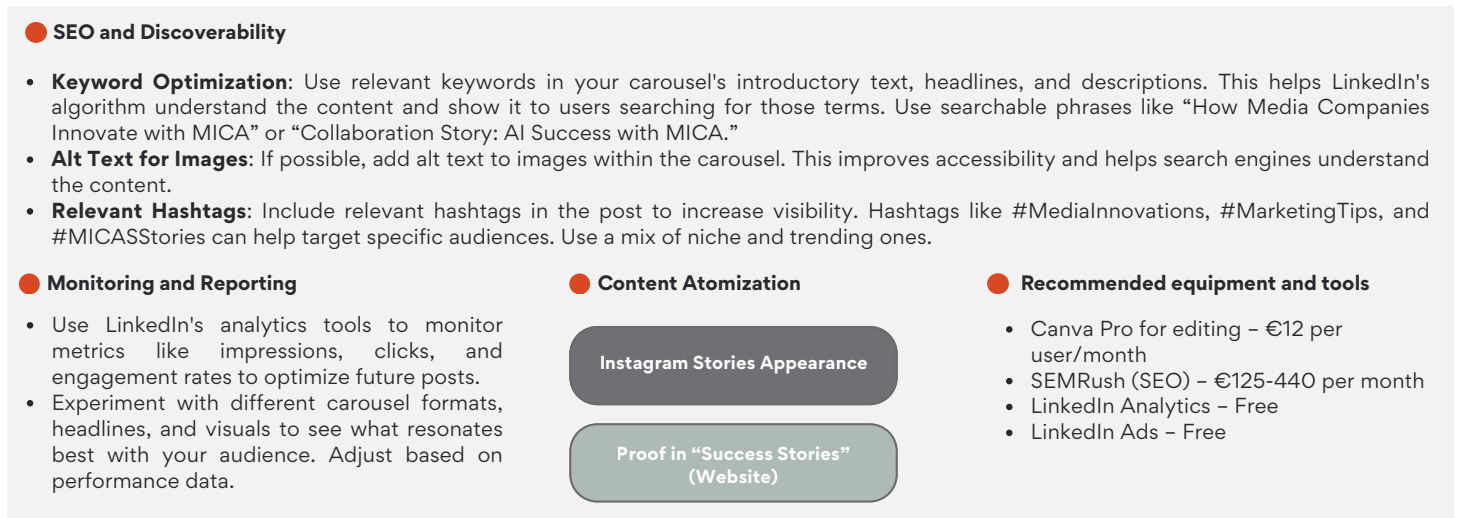 SEO and Discoverability
• Keyword Optimization: Use relevant keywords in your carousel's introductory text, headlines, and descriptions. This helps LinkedIn's
algorithm understand the content and show it to users searching for those terms. Use searchable phrases like “How Media Companies
Innovate with MICA” or “Collaboration Story: AI Success with MICA.”
• Alt Text for Images: If possible, add alt text to images within the carousel. This improves accessibility and helps search engines understand
the content.
• Relevant Hashtags: Include relevant hashtags in the post to increase visibility. Hashtags like #MediaInnovations, #MarketingTips, and
#MICASStories can help target specific audiences. Use a mix of niche and trending ones.
Monitoring and Reporting
• Use LinkedIn's analytics tools to monitor
metrics like impressions, clicks, and
engagement rates to optimize future posts.
• Experiment with different carousel formats,
headlines, and visuals to see what resonates
best with your audience. Adjust based on
performance data.
Content Atomization
Instagram Stories Appearance
Proof in “Success Stories”
(Website)
Recommended equipment and tools
• Canva Pro for editing – €12 per
user/month
• SEMRush (SEO) – €125-440 per month
• LinkedIn Analytics – Free
• LinkedIn Ads – Free